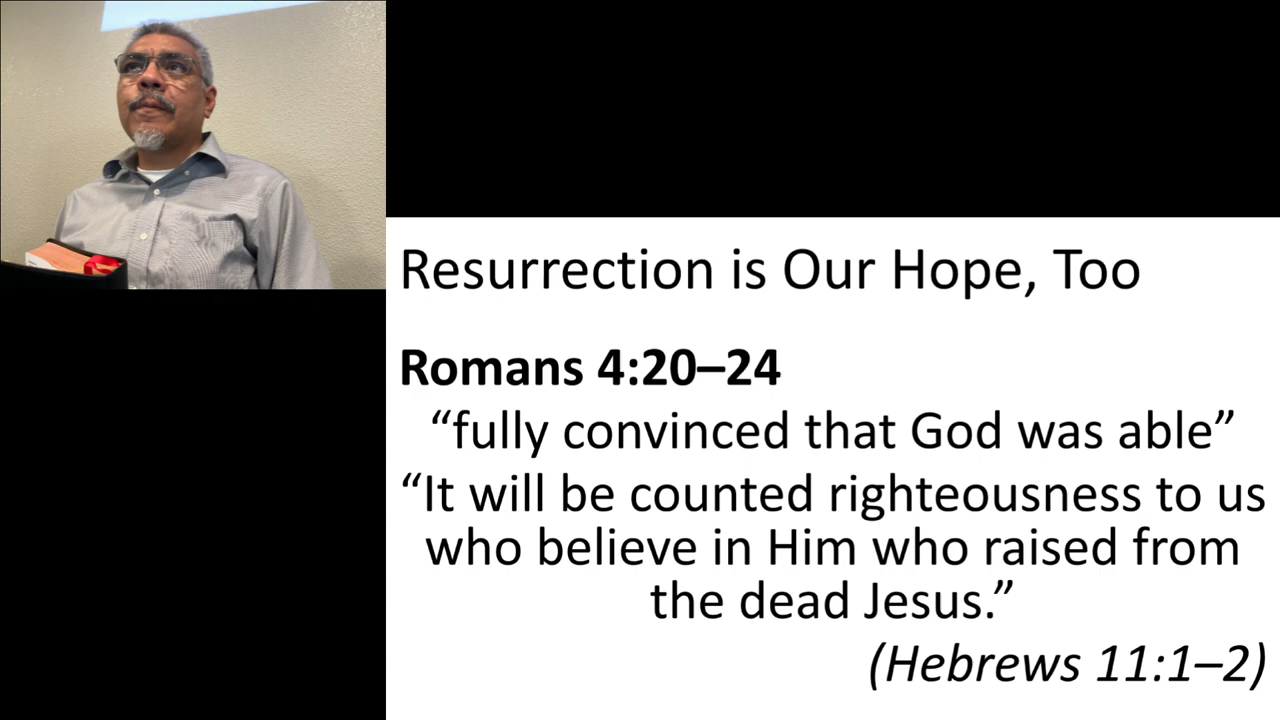 Resurrection is Our Hope, Too
Romans 4:20–24
“fully convinced that God was able”
“It will be counted righteousness to us
who believe in Him who raised from
the dead Jesus.”
(Hebrews 11:1–2)